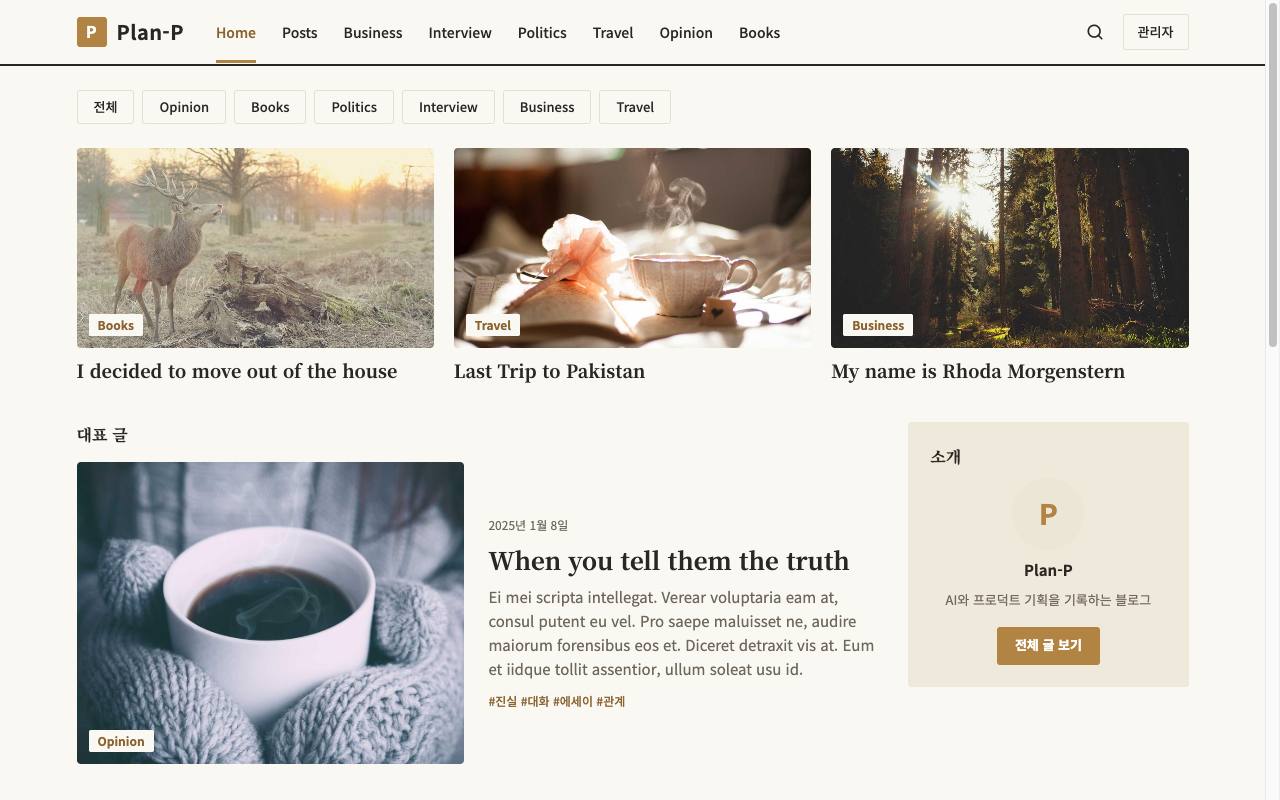 P Plan-P Home Posts Business Interview Politics Travel Opinion Books 관리자
전체 Opinion Books Politics Interview Business Travel
Books
Travel
Business
I decided to move out of the house
Last Trip to Pakistan
My name is Rhoda Morgenstern
대표 글
Opinion
2025년 1월 8일
When you tell them the truth
Ei mei scripta intellegat. Verear voluptaria eam at,
consul putent eu vel. Pro saepe maluisset ne, audire
maiorum forensibus eos et. Diceret detraxit vis at. Eum
et iidque tollit assentior, ullum soleat usu id.
#진실 #대화 #에세이 #관계
소개
P
Plan-P
AI와 프로덕트 기획을 기록하는 블로그
전체 글 보기